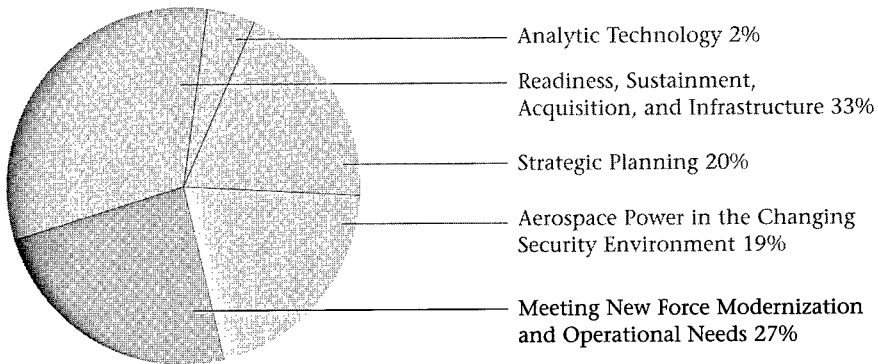 Analytic Technology 2%
Readiness, Sustainment,
Acquisition, and Infrastructure 33%
Strategic Planning 20%
Aerospace Power in the Changing
Security Environment 19%
Meeting New Force Modernization
and Operational Needs 27%